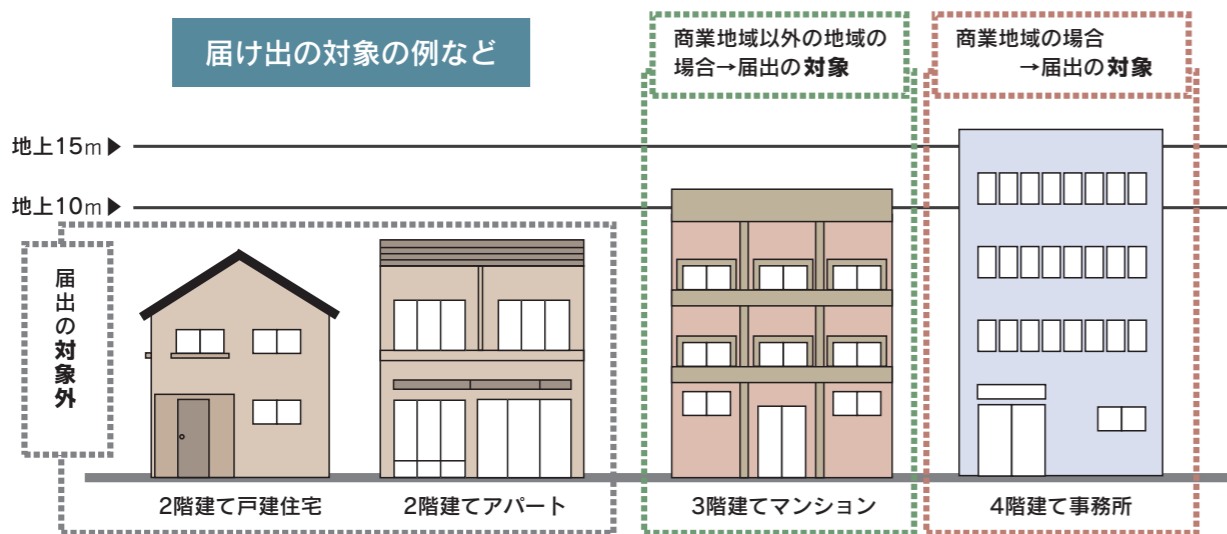 届け出の対象の例など
商業地域以外の地域の
場合→届出の対象
商業地域の場合
→届出の対象
地上15m▶
地上10m▶
届出の対象外
2階建て戸建住宅
2階建てアパート
3階建てマンション
4階建て事務所